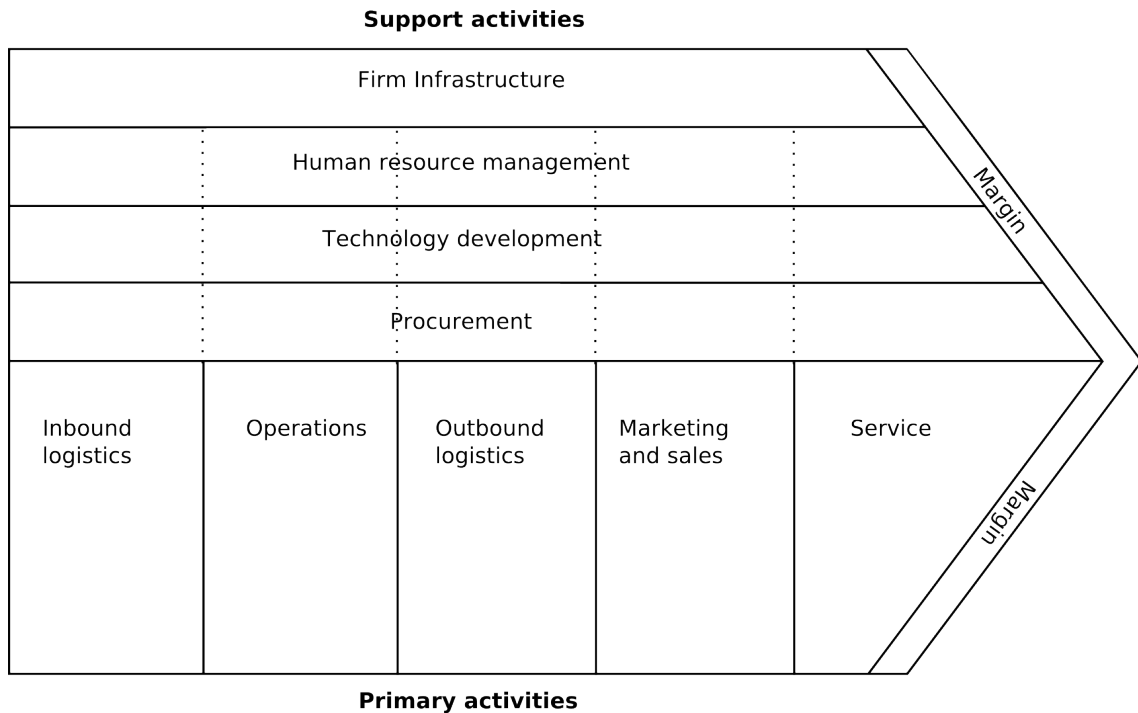 Support activities
Firm Infrastructure
Human resource management
Technology development
Procurement
Margin
Inbound
logistics
Operations
Outbound
logistics
Marketing
and sales
Service
Margin
Primary activities